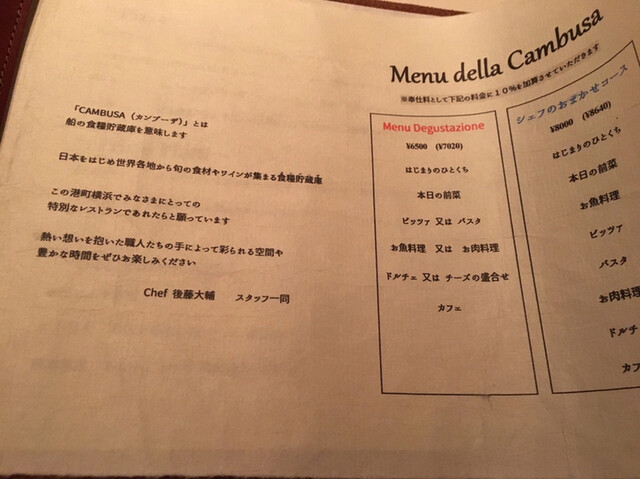 Menu della Cambusa
※奉仕料として下記の料金に１０％を加算させていただきます
「CAMBUSA（カンブーザ）」とは
船の食糧貯蔵庫を意味します
日本をはじめ世界各地から旬の食材やワインが集まる食糧貯蔵庫
この港町横浜でみなさまにとっての
特別なレストランであれたらと願っています
熱い想いを抱いた職人たちの手によって彩られる空間や
豊かな時間をぜひお楽しみください
Chef 後藤大輔　スタッフ一同
Menu Degustazione
¥6500 (¥7020)
はじまりのひとくち
本日の前菜
ピッツァ 又は パスタ
お魚料理 又は お肉料理
ドルチェ 又は チーズの盛合せ
カフェ
シェフのおまかせコース
¥8000 (¥8640)
はじまりのひとくち
本日の前菜
お魚料理
ピッツァ
パスタ
お肉料理
ドルチ
カフ